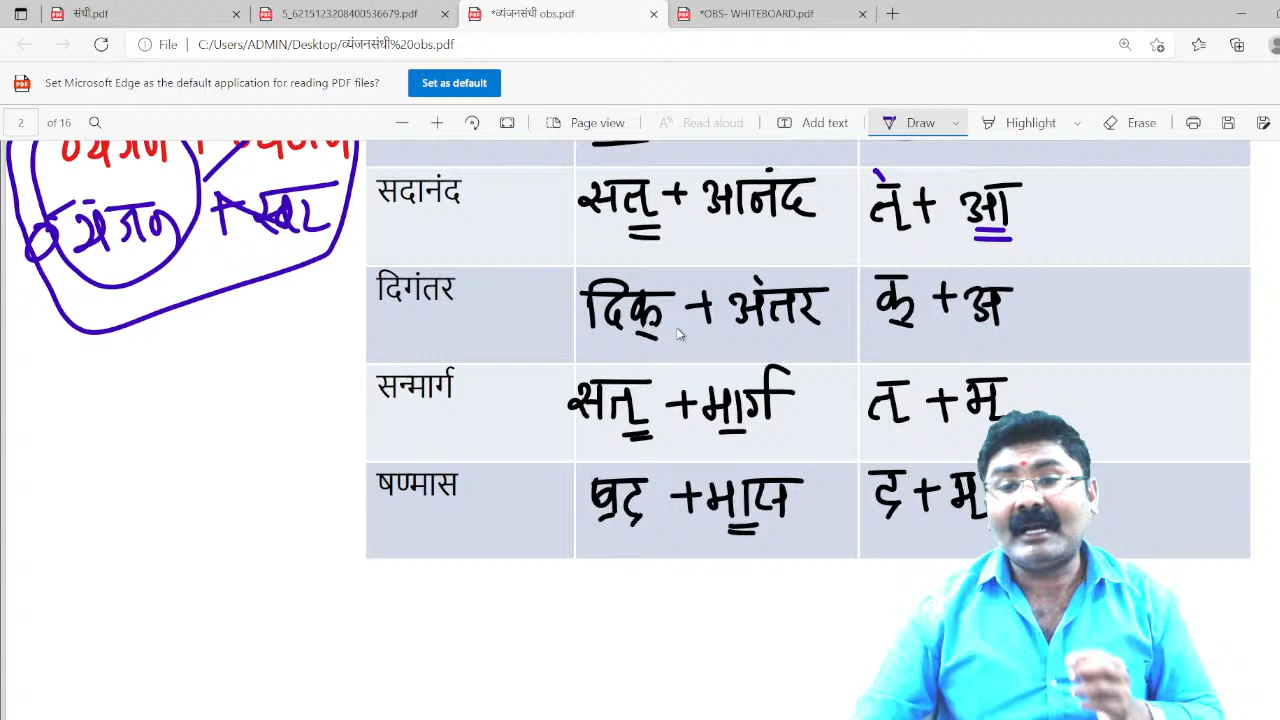 संधी.pdf
5_6215123208400536679.pdf
*व्यंजनसंधी obs.pdf
*OBS- WHITEBOARD.pdf
File
C:/Users/ADMIN/Desktop/व्यंजनसंधी%20obs.pdf
Set Microsoft Edge as the default application for reading PDF files?
Set as default
2 of 16
Page view
Read aloud
Add text
Draw
Highlight
Erase
व्यंजन + व्यंजन
व्यंजन + स्वर
सदानंद सत् + आनंद त् + आ
दिगंतर दिक् + अंतर क् + अ
सन्मार्ग सत् + मार्ग त् + म्
षण्मास षट् + मास ट् + म्